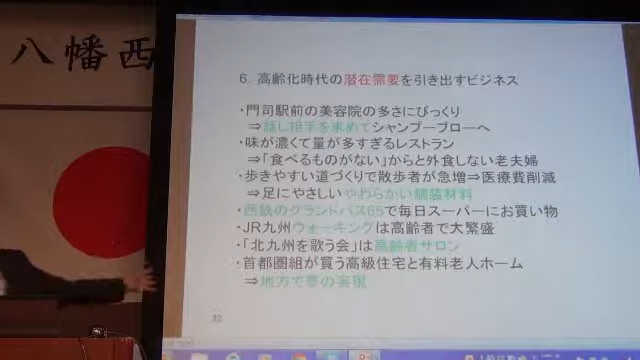 八幡西
6. 高齢化時代の潜在需要を引き出すビジネス
・門司駅前の美容院の多さにびっくり
⇒話し相手を求めてシャンプーブローへ
・味が濃くて量が多すぎるレストラン
⇒「食べるものがない」からと外食しない老夫婦
・歩きやすい道づくりで散歩者が急増⇒医療費削減
⇒足にやさしいやわらかい舗装材料
・西鉄のグランドパス65で毎日スーパーにお買い物
・JR九州ウォーキングは高齢者で大繁盛
・「北九州を歌う会」は高齢者サロン
・首都圏組が買う高級住宅と有料老人ホーム
⇒地方で夢の実現